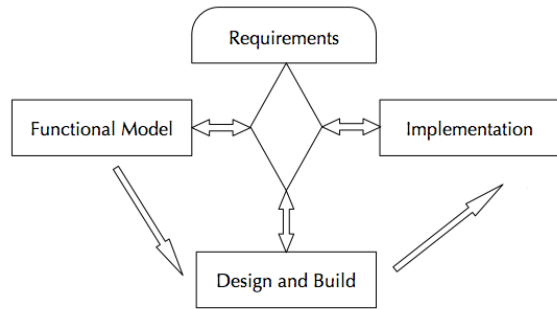 Requirements
Functional Model
Implementation
Design and Build